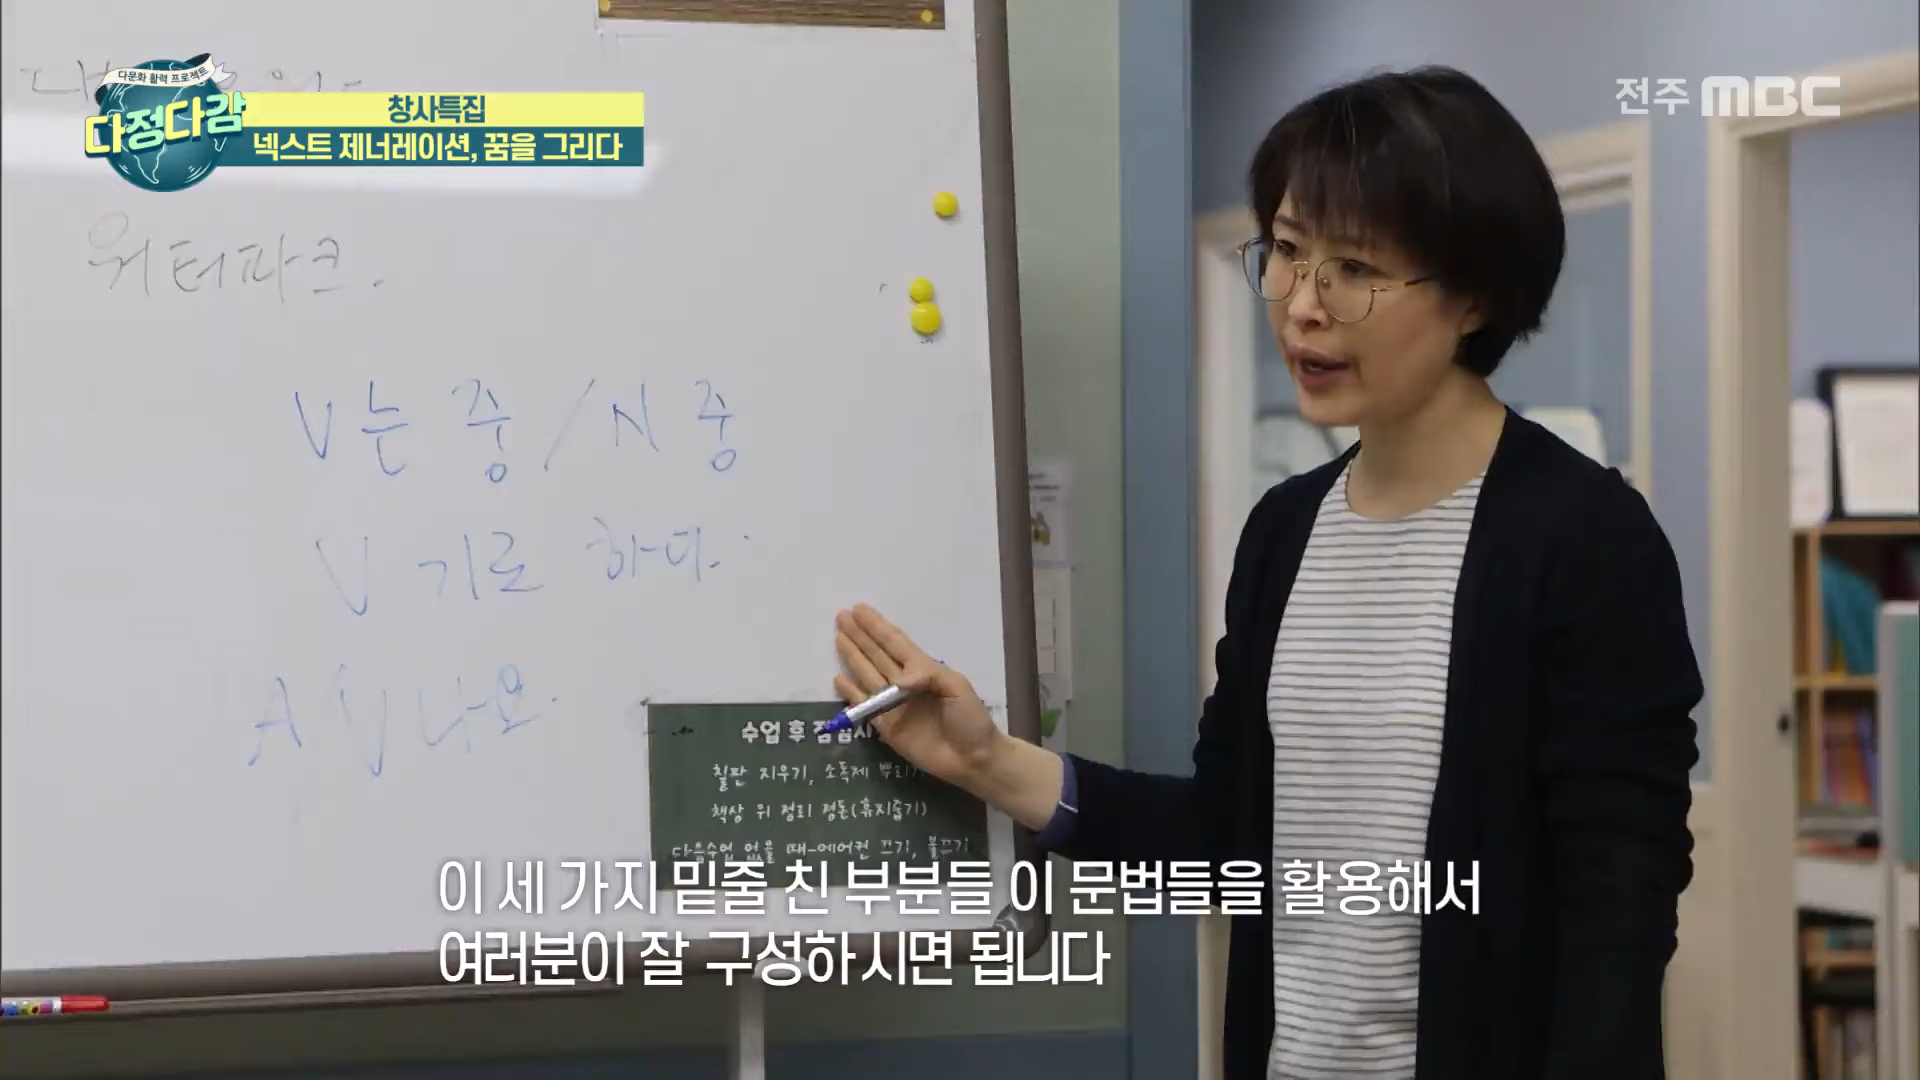 다문화 활력 프로젝트
다정다감
창사특집
넥스트 제너레이션, 꿈을 그리다
전주 MBC
워터파크.
V는 중 / N 중
V 기로 하다.
A V 나요.
수업 후
칠판 지우기, 소독제 뿌리기
책상 위 정리 정돈(휴지줍기)
다음수업 없을 때-에어컨 끄기, 불끄기
이 세 가지 밑줄 친 부분들 이 문법들을 활용해서
여러분이 잘 구성하시면 됩니다